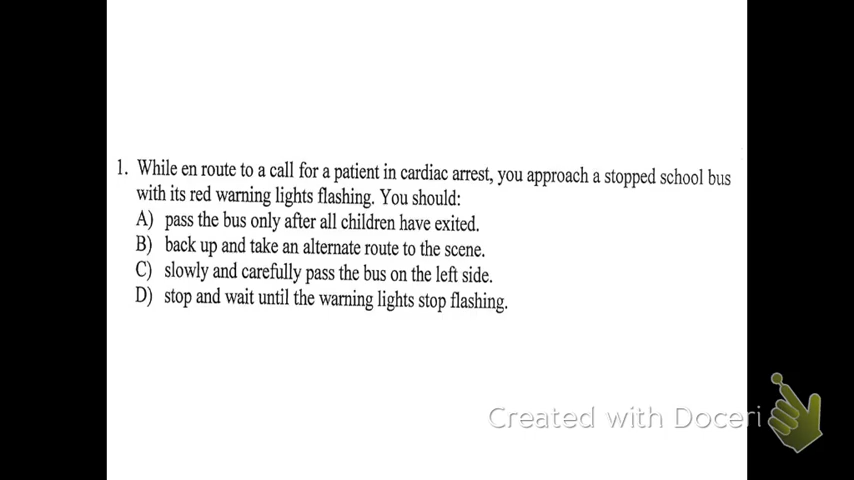 1. While en route to a call for a patient in cardiac arrest, you approach a stopped school bus
with its red warning lights flashing. You should:
A) pass the bus only after all children have exited.
B) back up and take an alternate route to the scene.
C) slowly and carefully pass the bus on the left side.
D) stop and wait until the warning lights stop flashing.
Created with Doceri